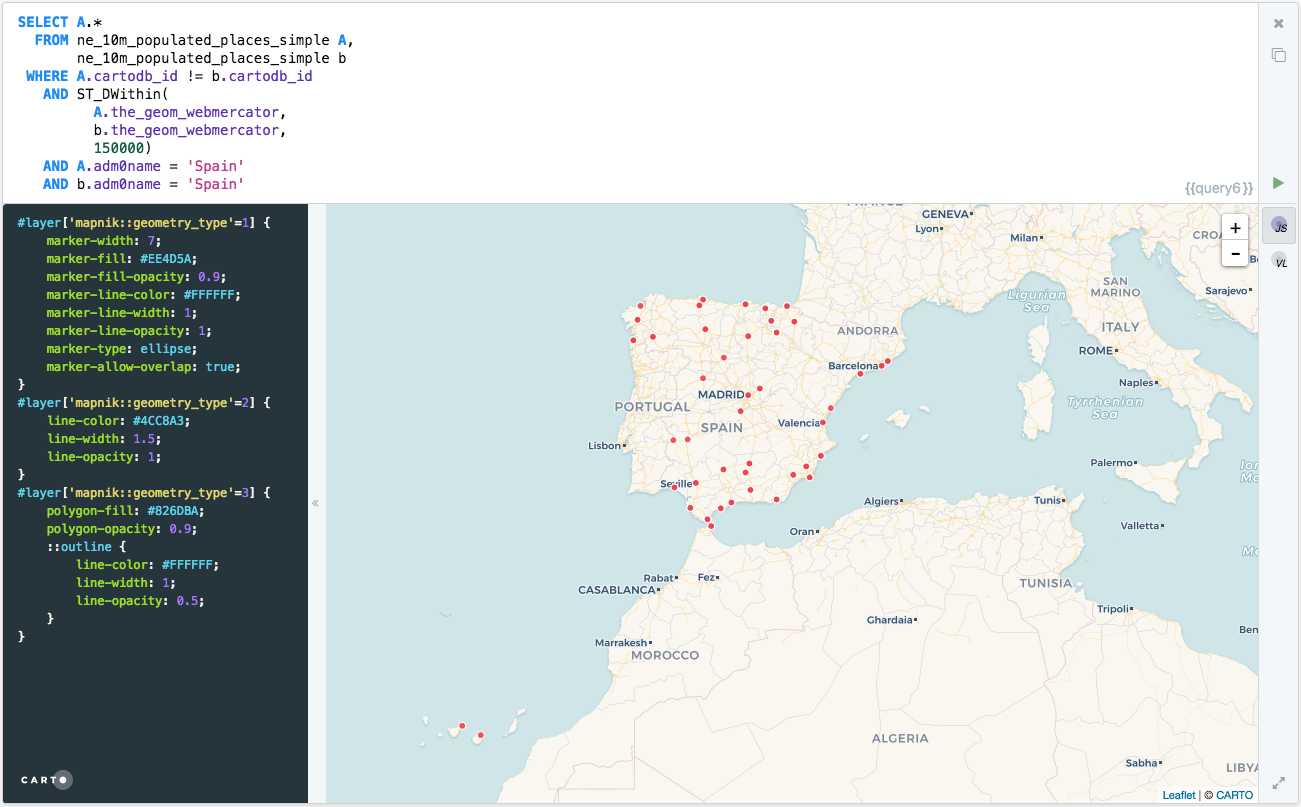 SELECT A.*
FROM ne_10m_populated_places_simple A,
ne_10m_populated_places_simple b
WHERE A.cartodb_id != b.cartodb_id
AND ST_DWithin(
A.the_geom_webmercator,
b.the_geom_webmercator,
150000)
AND A.adm0name = 'Spain'
AND b.adm0name = 'Spain'
{{query6}}
#layer['mapnik::geometry_type'=1] {
marker-width: 7;
marker-fill: #EE4D5A;
marker-fill-opacity: 0.9;
marker-line-color: #FFFFFF;
marker-line-width: 1;
marker-line-opacity: 1;
marker-type: ellipse;
marker-allow-overlap: true;
}
#layer['mapnik::geometry_type'=2] {
line-color: #4CC8A3;
line-width: 1.5;
line-opacity: 1;
}
#layer['mapnik::geometry_type'=3] {
polygon-fill: #826DBA;
polygon-opacity: 0.9;
::outline {
line-color: #FFFFFF;
line-width: 1;
line-opacity: 0.5;
}
}
CARTO
«
FRANCE
GENEVA
Lyon
Milan
CROA
+
-
JS
VL
Bo
SAN
MARINO
Sarajevo
Ligurian
Sea
ANDORRA
ITALY
ROME
Barcelona
Naples
MADRID
PORTUGAL
Tyrrhenian
Sea
SPAIN
Valencia
Lisbon
Palermo
Ion
Seville
Algiers
Tunis
Valletta
Oran
Rabat
Fez
CASABLANCA
TUNISIA
Tripoli
Ghardaia
Ben
Marrakesh
MOROCCO
ALGERIA
Sabha
LIBYA
Leaflet | © CARTO